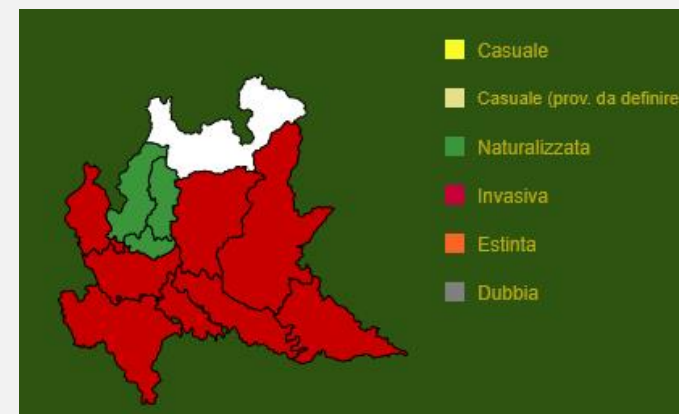 Casuale
Casuale (prov. da definire
Naturalizzata
Invasiva
Estinta
Dubbia